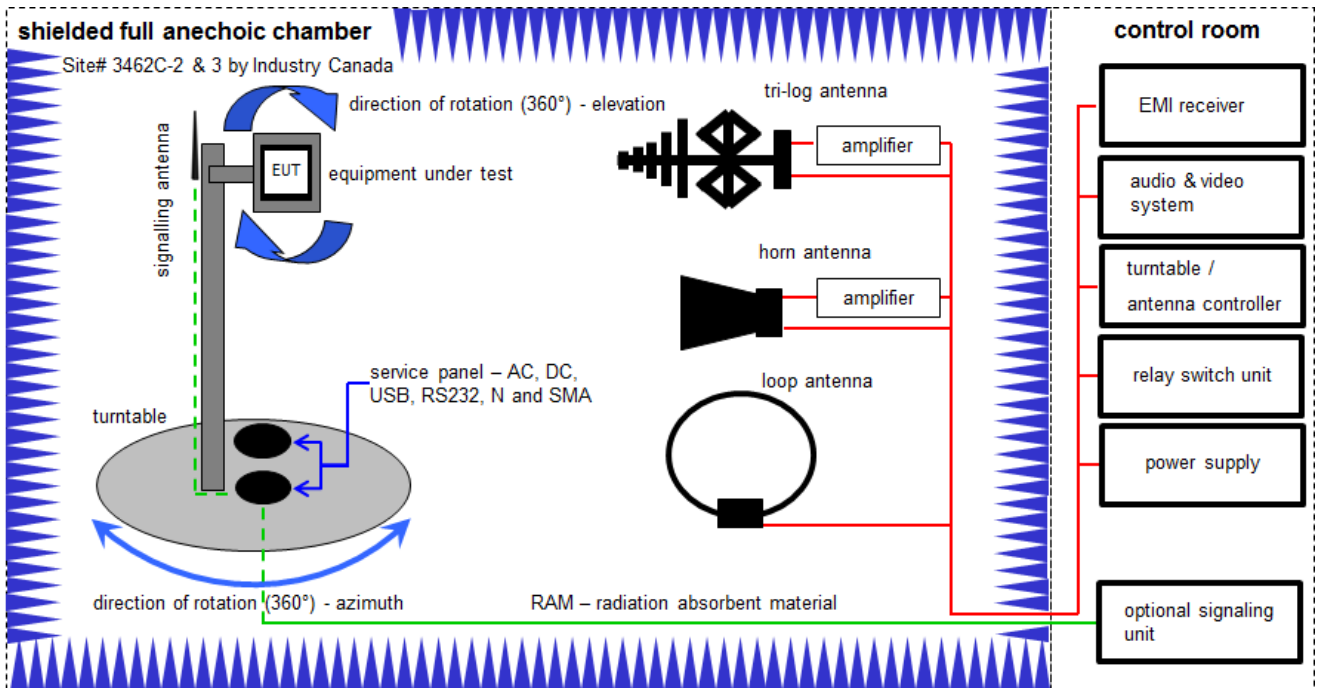 shielded full anechoic chamber
Site# 3462C-2 & 3 by Industry Canada
direction of rotation (360°) - elevation
signalling antenna
EUT
equipment under test
tri-log antenna
amplifier
horn antenna
amplifier
service panel – AC, DC,
USB, RS232, N and SMA
loop antenna
turntable
direction of rotation (360°) - azimuth
RAM – radiation absorbent material
control room
EMI receiver
audio & video
system
turntable /
antenna controller
relay switch unit
power supply
optional signaling
unit